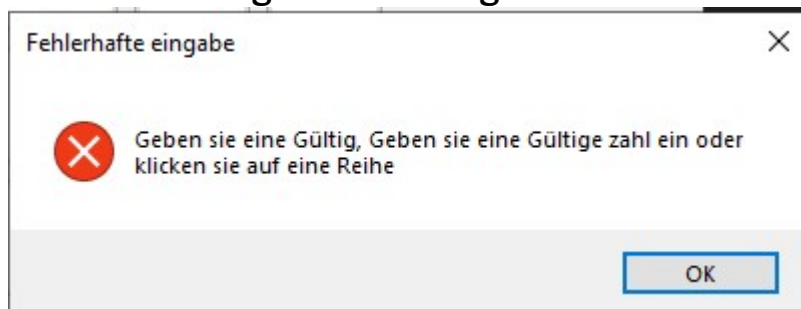 Fehlerhafte eingabe
Geben sie eine Gültig, Geben sie eine Gültige zahl ein oder
klicken sie auf eine Reihe
OK